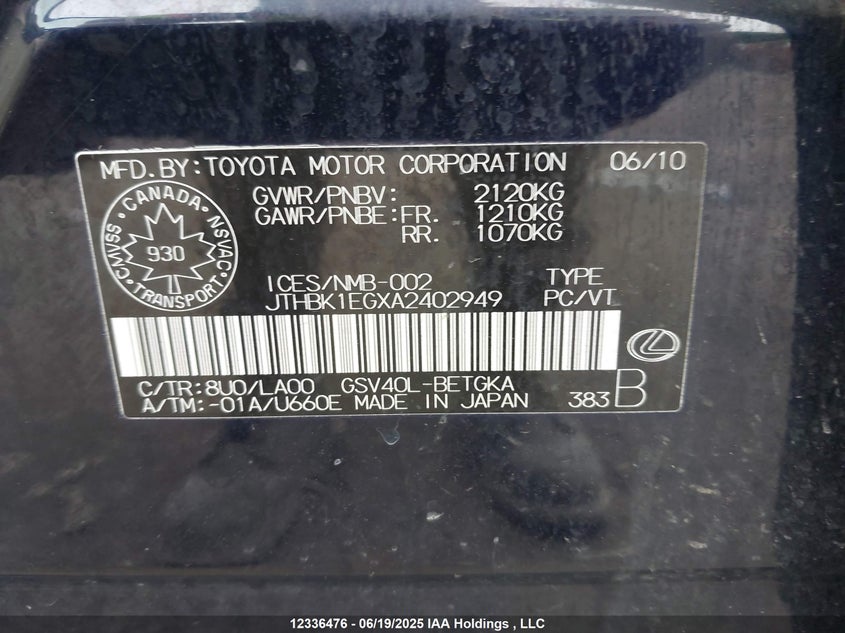 MFD.BY:TOYOTA MOTOR CORPORATION 06/10
GVWR/PNBV: 2120KG
GAWR/PNBE:FR. 1210KG
RR. 1070KG
CANADA
CMVSS 930 NSVAC
TRANSPORT
ICES/NMB-002 TYPE
JTHBK1EGXA2402949 PC/VT
C/TR:8U0/LA00 GSV40L-BETGKA
A/TM:-01A/U660E MADE IN JAPAN 383 B
12336476 - 06/19/2025 IAA Holdings , LLC